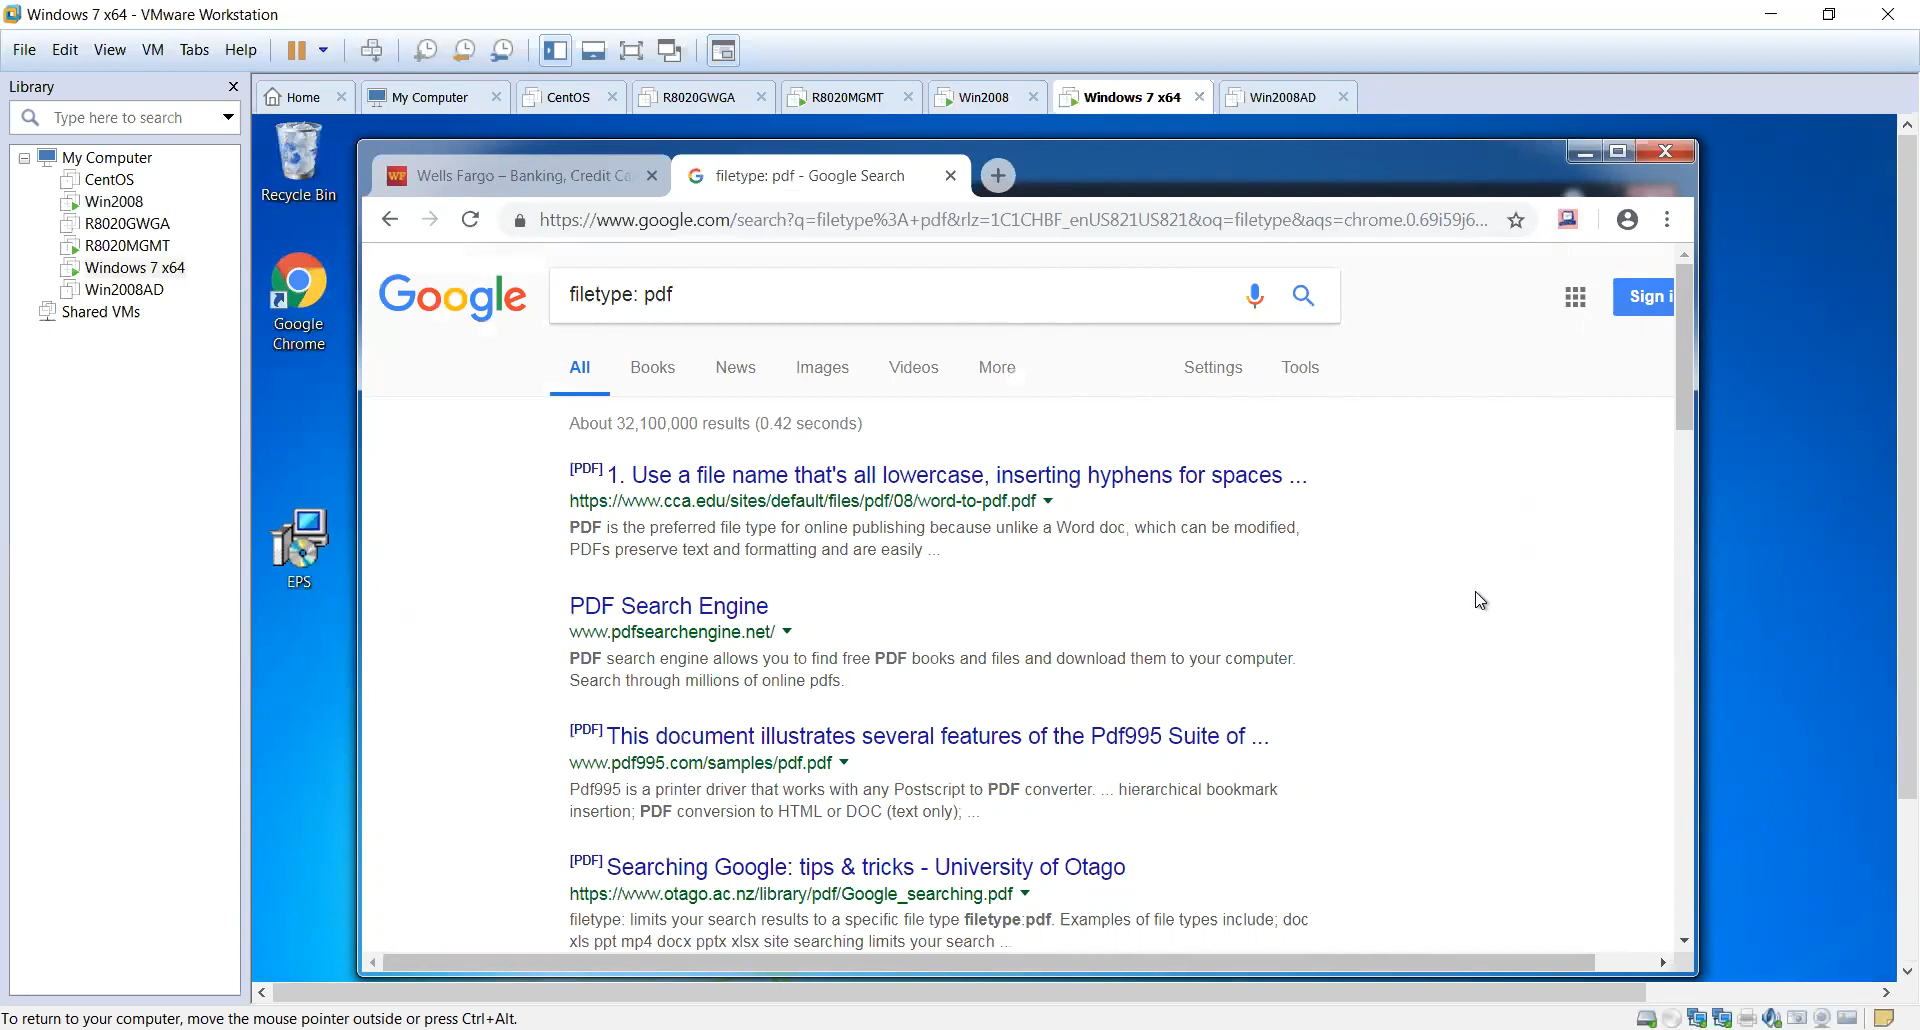 Windows 7 x64 - VMware Workstation
File Edit View VM Tabs Help
Library
Type here to search
My Computer
CentOS
Win2008
R8020GWGA
R8020MGMT
Windows 7 x64
Win2008AD
Shared VMs
Home My Computer CentOS R8020GWGA R8020MGMT Win2008 Windows 7 x64 Win2008AD
Recycle Bin
Google
Chrome
EPS
WF Wells Fargo – Banking, Credit Ca
filetype: pdf - Google Search
https://www.google.com/search?q=filetype%3A+pdf&rlz=1C1CHBF_enUS821US821&oq=filetype&aqs=chrome.0.69i59j6...
Google
filetype: pdf
Sign i
All Books News Images Videos More Settings Tools
About 32,100,000 results (0.42 seconds)
[PDF] 1. Use a file name that's all lowercase, inserting hyphens for spaces ...
https://www.cca.edu/sites/default/files/pdf/08/word-to-pdf.pdf
PDF is the preferred file type for online publishing because unlike a Word doc, which can be modified,
PDFs preserve text and formatting and are easily ...
PDF Search Engine
www.pdfsearchengine.net/
PDF search engine allows you to find free PDF books and files and download them to your computer.
Search through millions of online pdfs.
[PDF] This document illustrates several features of the Pdf995 Suite of ...
www.pdf995.com/samples/pdf.pdf
Pdf995 is a printer driver that works with any Postscript to PDF converter. ... hierarchical bookmark
insertion; PDF conversion to HTML or DOC (text only); ...
[PDF] Searching Google: tips & tricks - University of Otago
https://www.otago.ac.nz/library/pdf/Google_searching.pdf
filetype: limits your search results to a specific file type filetype:pdf. Examples of file types include; doc
xls ppt mp4 docx pptx xlsx site searching limits your search ...
To return to your computer, move the mouse pointer outside or press Ctrl+Alt.